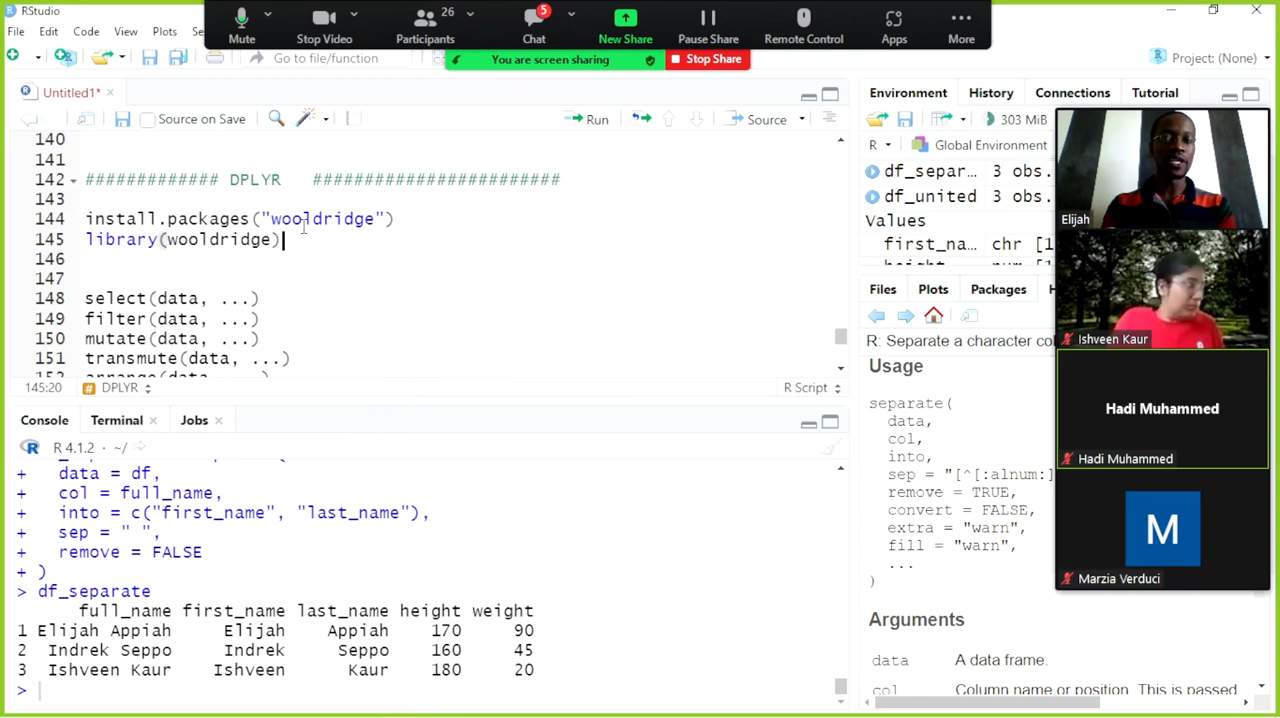 RStudio
File Edit Code View Plots
Mute
Stop Video
26
Participants
5
Chat
New Share
Pause Share
Remote Control
Apps
More
You are screen sharing
Stop Share
Go to file/function
Project: (None)
Untitled1*
Source on Save
Run
Source
140
141
142 ############# DPLYR ########################
143
144 install.packages("wooldridge")
145 library(wooldridge)
146
147
148 select(data, ...)
149 filter(data, ...)
150 mutate(data, ...)
151 transmute(data, ...)
145:20 DPLYR R Script
Console Terminal Jobs
R 4.1.2 · ~/
+ data = df,
+ col = full_name,
+ into = c("first_name", "last_name"),
+ sep = " ",
+ remove = FALSE
+ )
> df_separate
full_name first_name last_name height weight
1 Elijah Appiah Elijah Appiah 170 90
2 Indrek Seppo Indrek Seppo 160 45
3 Ishveen Kaur Ishveen Kaur 180 20
>
Environment History Connections Tutorial
303 MiB
R Global Environment
df_separ… 3 obs.
df_united 3 obs.
Values
first_na… chr [1
Files Plots Packages
R: Separate a character col
Usage
separate(
data,
col,
into,
sep = "[^[:alnum:]
remove = TRUE,
convert = FALSE,
extra = "warn",
fill = "warn",
...
)
Arguments
data A data frame.
col Column name or position. This is passed
Elijah
Ishveen Kaur
Hadi Muhammed
Hadi Muhammed
M
Marzia Verduci